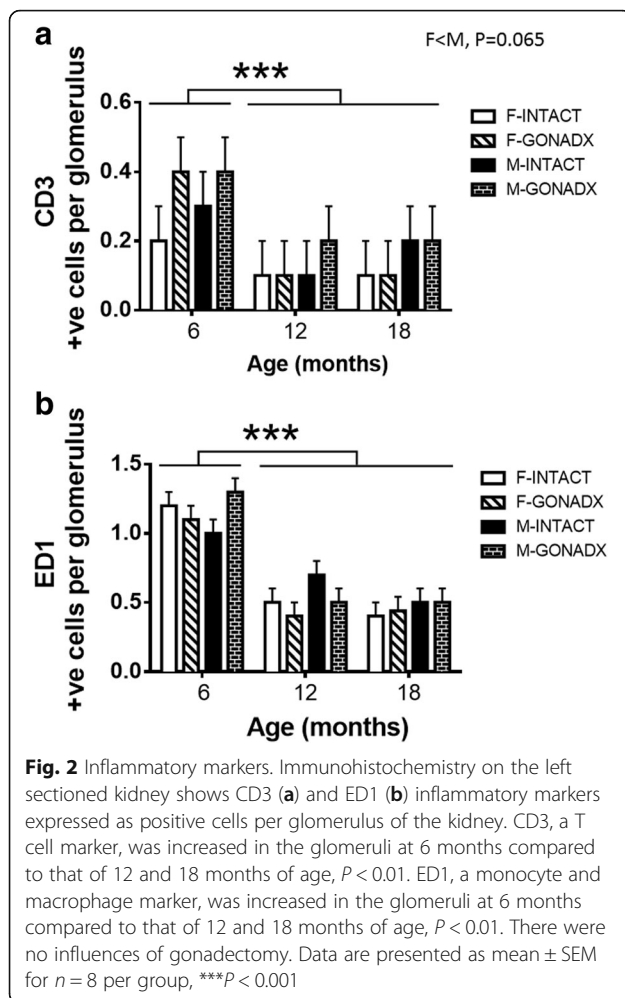 a
F<M, P=0.065
***
CD3
+ve cells per glomerulus
0.6
0.4
0.2
0.0
6
12
18
Age (months)
F-INTACT
F-GONADX
M-INTACT
M-GONADX
b
***
ED1
+ve cells per glomerulus
1.5
1.0
0.5
0.0
6
12
18
Age (months)
F-INTACT
F-GONADX
M-INTACT
M-GONADX
Fig. 2 Inflammatory markers. Immunohistochemistry on the left
sectioned kidney shows CD3 (a) and ED1 (b) inflammatory markers
expressed as positive cells per glomerulus of the kidney. CD3, a T
cell marker, was increased in the glomeruli at 6 months compared
to that of 12 and 18 months of age, P < 0.01. ED1, a monocyte and
macrophage marker, was increased in the glomeruli at 6 months
compared to that of 12 and 18 months of age, P < 0.01. There were
no influences of gonadectomy. Data are presented as mean ± SEM
for n = 8 per group, ***P < 0.001